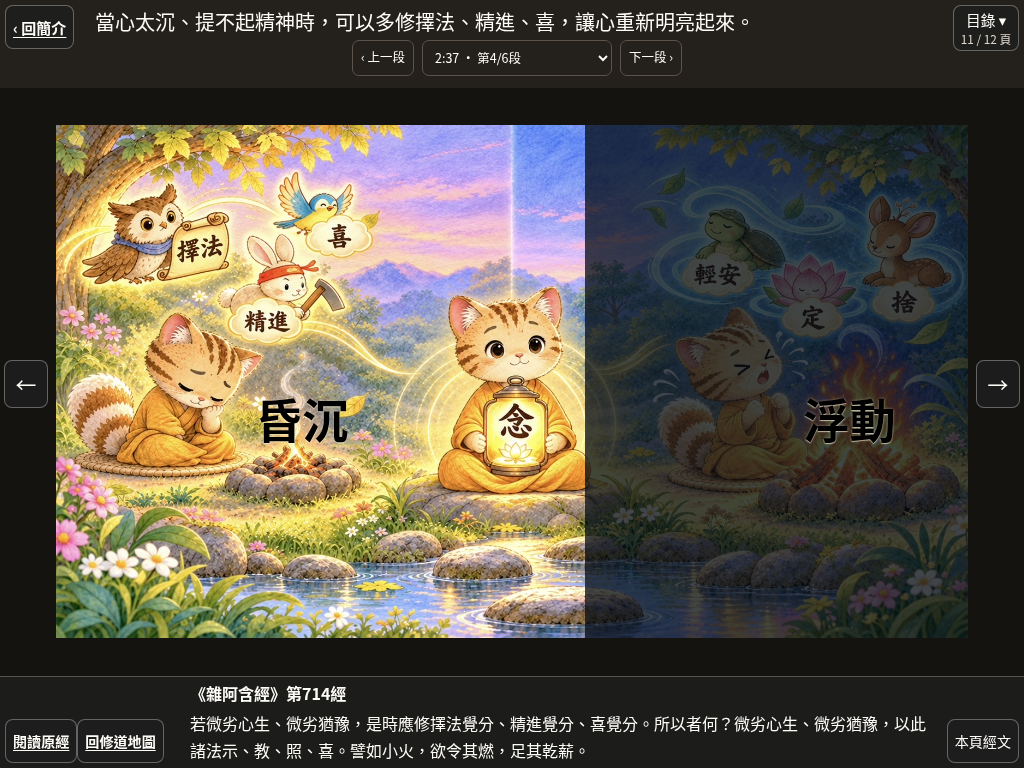 ‹ 回簡介
當心太沉、提不起精神時，可以多修擇法、精進、喜，讓心重新明亮起來。
目錄 ▾
11 / 12 頁
‹ 上一段
2:37 · 第4/6段
下一段 ›
擇法
喜
精進
昏沉
念
輕安
定
捨
浮動
←
→
《雜阿含經》第714經
若微劣心生、微劣猶豫，是時應修擇法覺分、精進覺分、喜覺分。所以者何？微劣心生、微劣猶豫，以此
諸法示、教、照、喜。譬如小火，欲令其燃，足其乾薪。
閱讀原經
回修道地圖
本頁經文